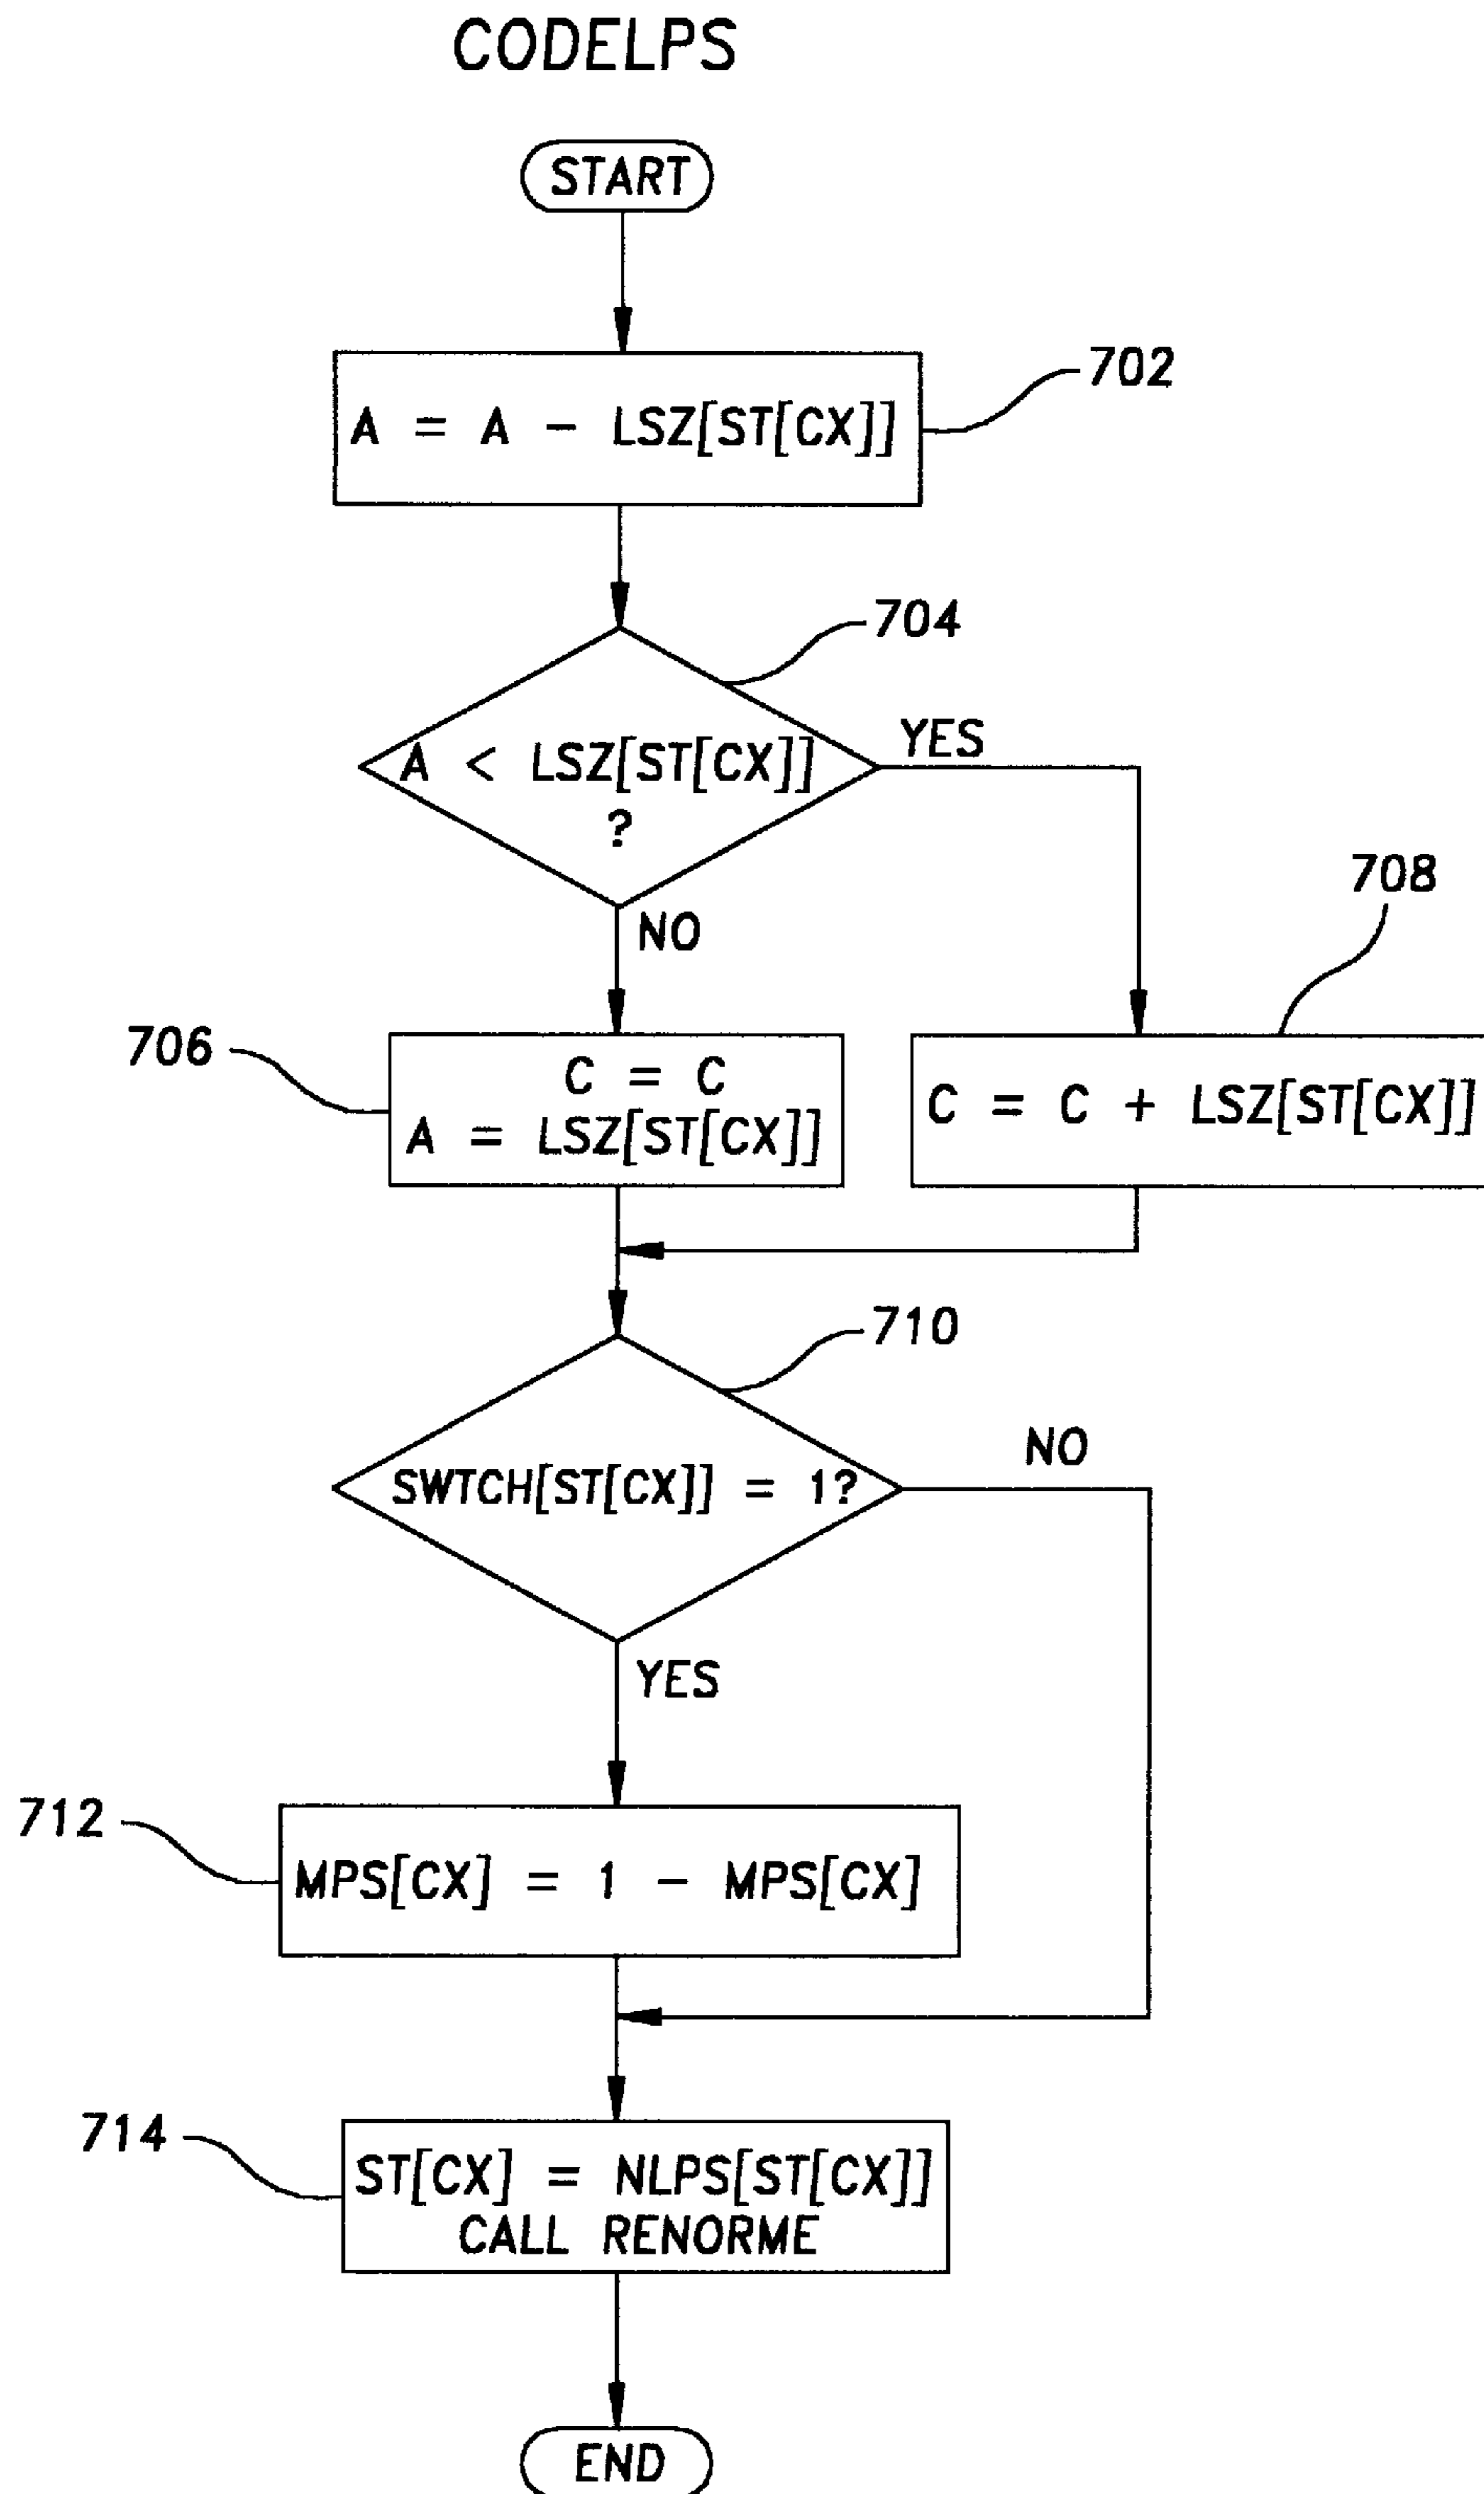 CODELPS
START
702
A = A - LSZ[ST[CX]]
704
A < LSZ[ST[CX]]
?
YES
NO
708
706
C = C
A = LSZ[ST[CX]]
C = C + LSZ[ST[CX]]
710
SWTCH[ST[CX]] = 1?
NO
YES
712
MPS[CX] = 1 - MPS[CX]
714
ST[CX] = NLPS[ST[CX]]
CALL RENORME
END